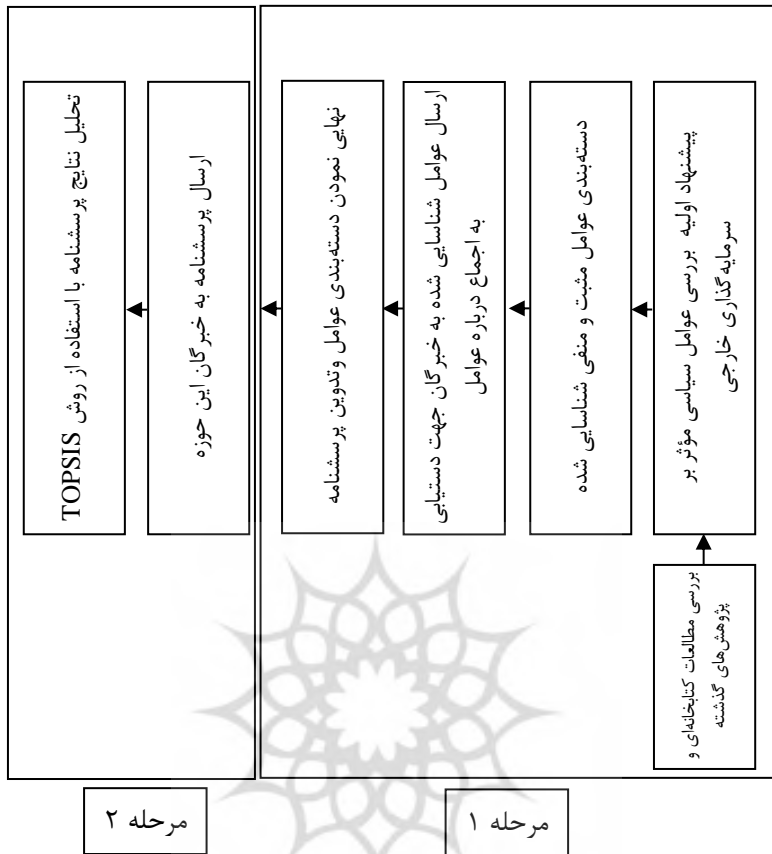 بررسی مطالعات کتابخانه‌ای و
پژوهش‌های گذشته
پیشنهاد اولیه بررسی عوامل سیاسی مؤثر بر
سرمایه‌گذاری خارجی
دسته‌بندی عوامل مثبت و منفی شناسایی شده
ارسال عوامل شناسایی شده به خبرگان جهت دستیابی
به اجماع درباره عوامل
نهایی نمودن دسته‌بندی عوامل وتدوین پرسشنامه
ارسال پرسشنامه به خبرگان این حوزه
تحلیل نتایج پرسشنامه با استفاده از روش TOPSIS
مرحله ۱
مرحله ۲